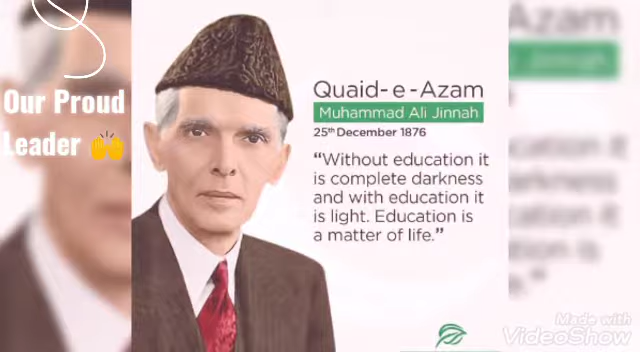 Our Proud
Leader 🙌
Quaid-e-Azam
Muhammad Ali Jinnah
25th December 1876
“Without education it
is complete darkness
and with education it
is light. Education is
a matter of life.”
Made with
VideoShow